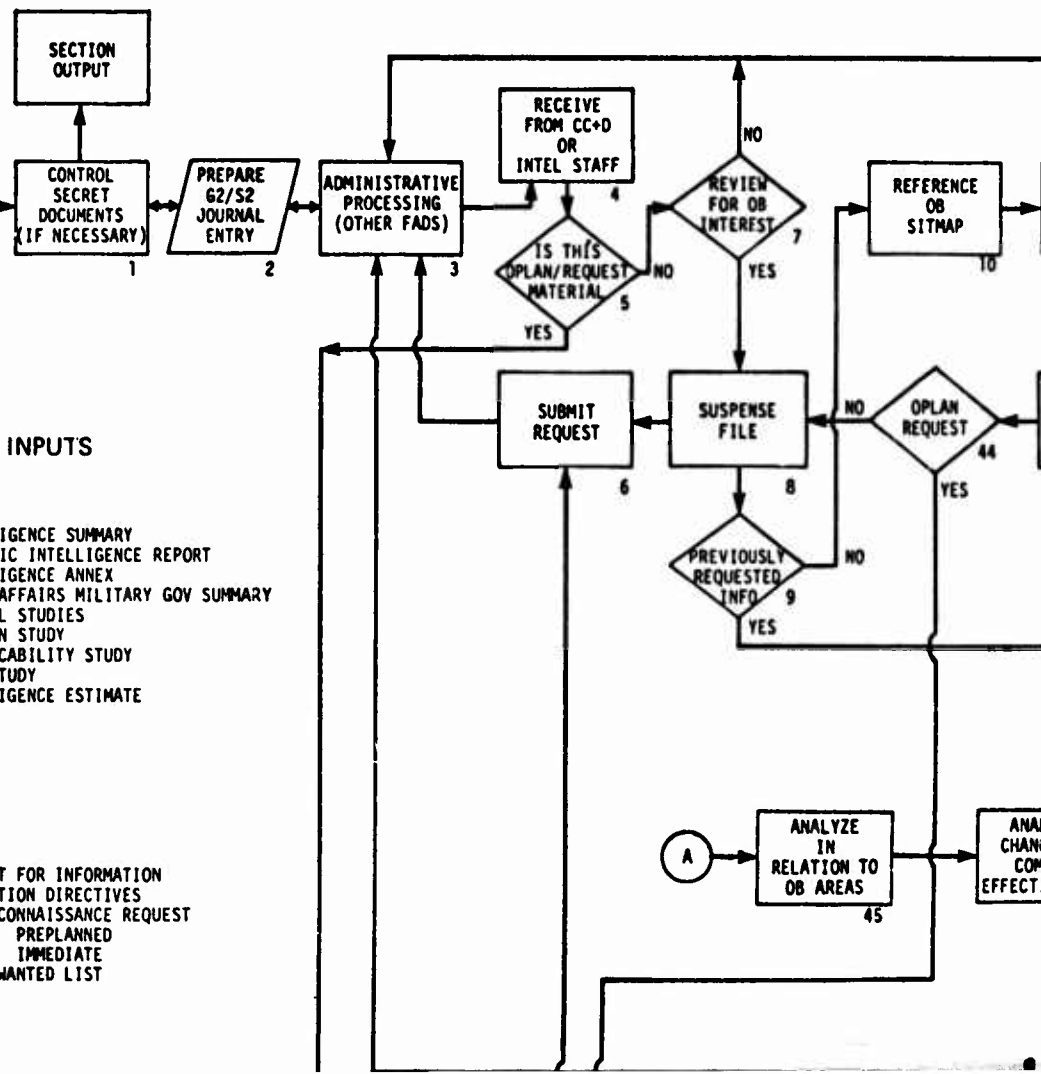 SECTION
OUTPUT
CONTROL
SECRET
DOCUMENTS
(IF NECESSARY)
1
PREPARE
G2/S2
JOURNAL
ENTRY
2
ADMINISTRATIVE
PROCESSING
(OTHER FADS)
3
RECEIVE
FROM CC+D
OR
INTEL STAFF
4
IS THIS
OPLAN/REQUEST
MATERIAL
5
NO
YES
REVIEW
FOR OB
INTEREST
7
NO
YES
REFERENCE
OB
SITMAP
10
SUBMIT
REQUEST
6
SUSPENSE
FILE
8
NO
OPLAN
REQUEST
44
YES
PREVIOUSLY
REQUESTED
INFO
9
NO
YES
INPUTS
IGENCE SUMMARY
IC INTELLIGENCE REPORT
IGENCE ANNEX
AFFAIRS MILITARY GOV SUMMARY
L STUDIES
N STUDY
CABILITY STUDY
TUDY
IGENCE ESTIMATE
T FOR INFORMATION
TION DIRECTIVES
CONNAISSANCE REQUEST
PREPLANNED
IMMEDIATE
WANTED LIST
A
ANALYZE
IN
RELATION TO
OB AREAS
45
ANA
CHANG
COM
EFFECTI